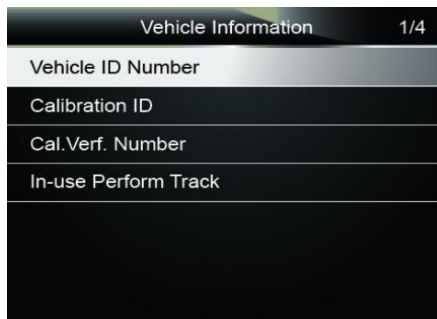 Vehicle Information 1/4
Vehicle ID Number
Calibration ID
Cal.Verf. Number
In-use Perform Track